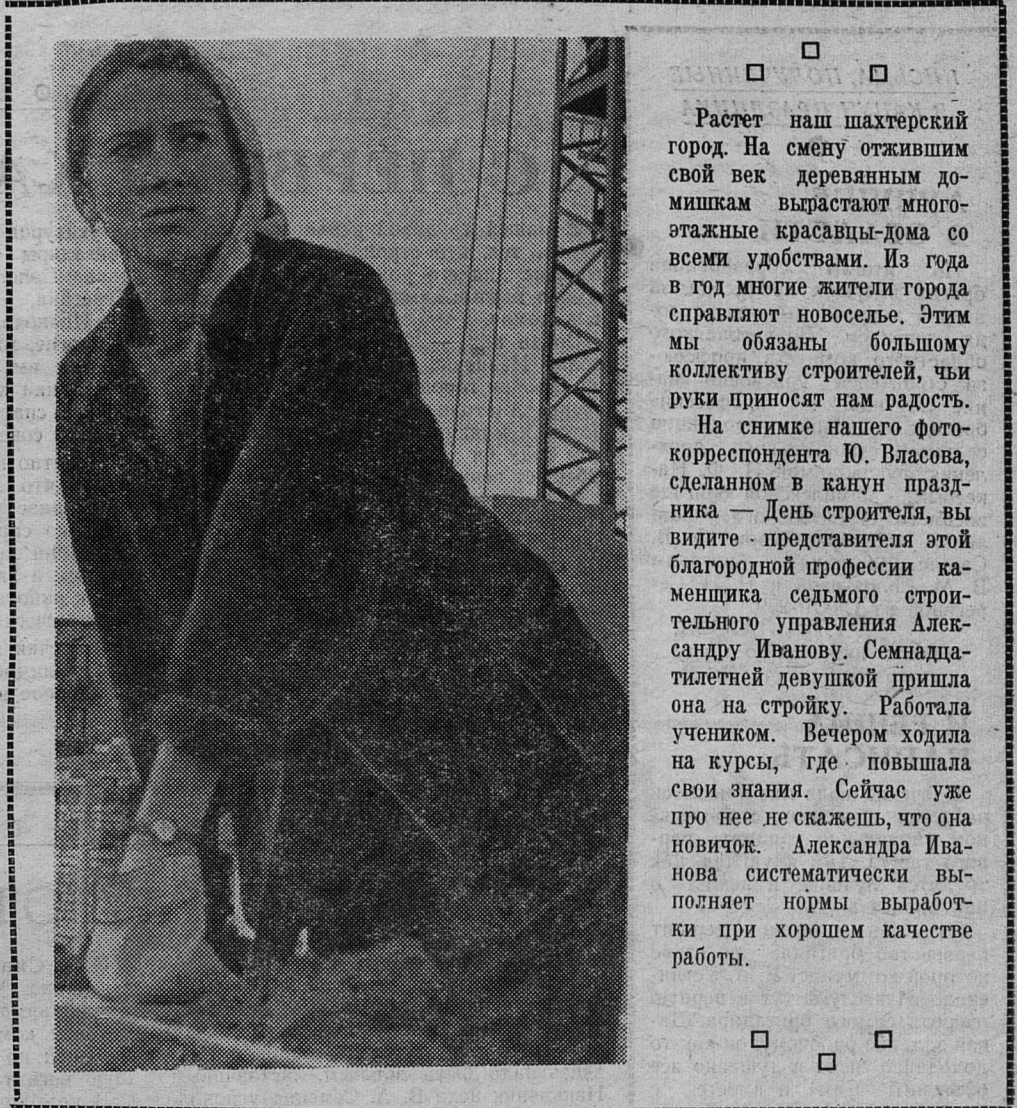 Растет наш шахтерский
город. На смену отжившим
свой век деревянным до-
мишкам вырастают много-
этажные красавцы-дома со
всеми удобствами. Из года
в год многие жители города
справляют новоселье. Этим
мы обязаны большому
коллективу строителей, чьи
руки приносят нам радость.
На снимке нашего фото-
корреспондента Ю. Власова,
сделанном в канун празд-
ника — День строителя, вы
видите представителя этой
благородной профессии ка-
менщика седьмого строи-
тельного управления Алек-
сандру Иванову. Семнадца-
тилетней девушкой пришла
она на стройку. Работала
учеником. Вечером ходила
на курсы, где повышала
свои знания. Сейчас уже
про нее не скажешь, что она
новичок. Александра Ива-
нова систематически вы-
полняет нормы выработ-
ки при хорошем качестве
работы.